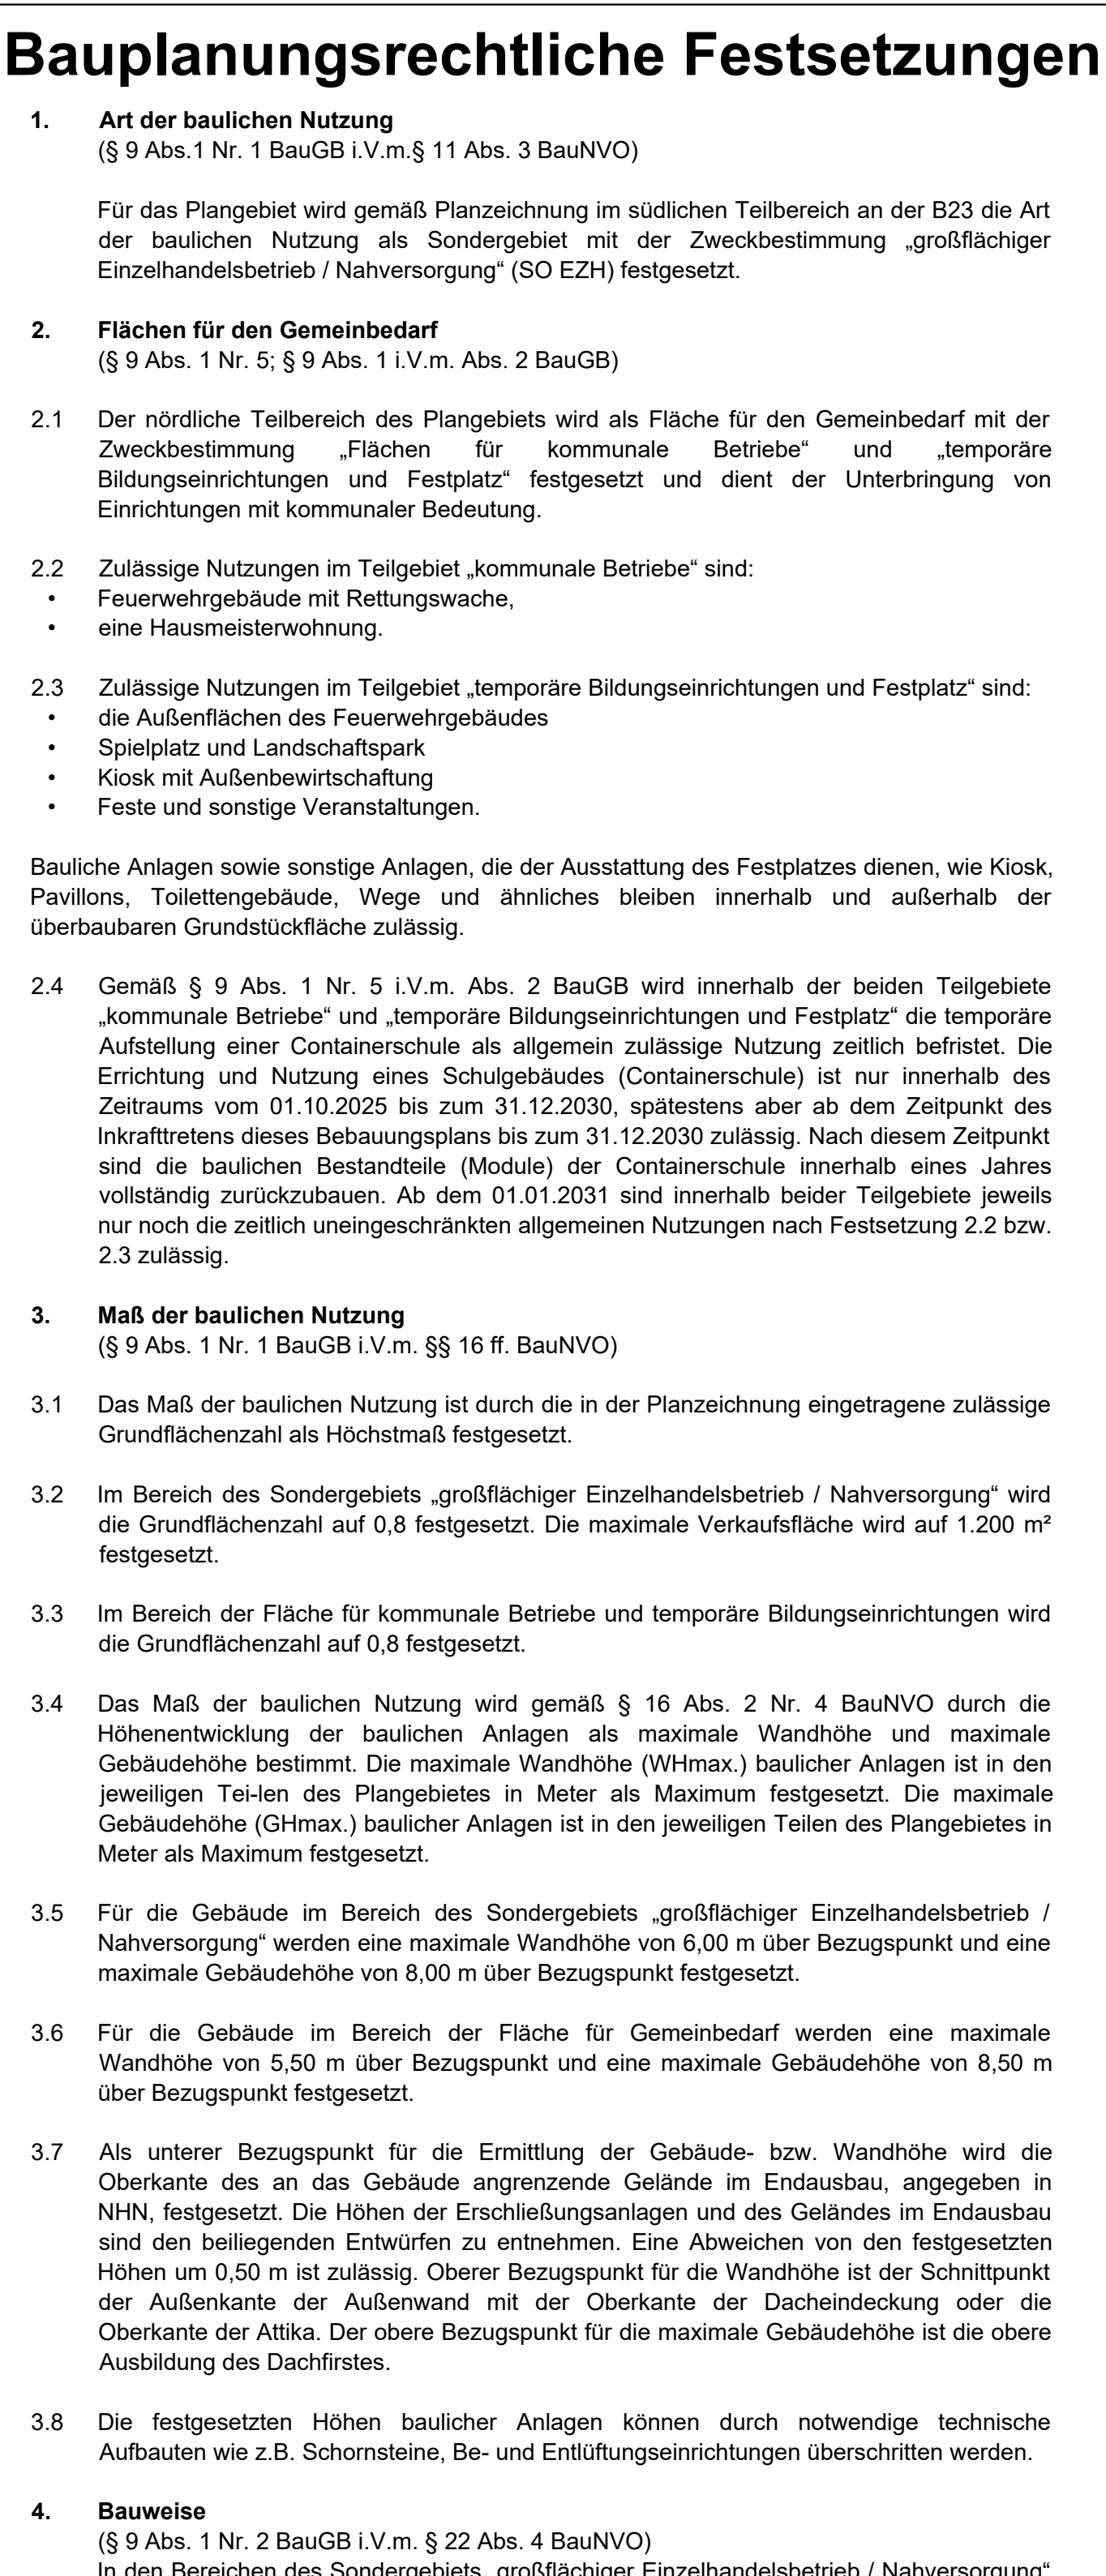 Bauplanungsrechtliche Festsetzungen
1. Art der baulichen Nutzung
(§ 9 Abs.1 Nr. 1 BauGB i.V.m.§ 11 Abs. 3 BauNVO)
Für das Plangebiet wird gemäß Planzeichnung im südlichen Teilbereich an der B23 die Art
der baulichen Nutzung als Sondergebiet mit der Zweckbestimmung „großflächiger
Einzelhandelsbetrieb / Nahversorgung“ (SO EZH) festgesetzt.
2. Flächen für den Gemeinbedarf
(§ 9 Abs. 1 Nr. 5; § 9 Abs. 1 i.V.m. Abs. 2 BauGB)
2.1 Der nördliche Teilbereich des Plangebiets wird als Fläche für den Gemeinbedarf mit der
Zweckbestimmung „Flächen für kommunale Betriebe“ und „temporäre
Bildungseinrichtungen und Festplatz“ festgesetzt und dient der Unterbringung von
Einrichtungen mit kommunaler Bedeutung.
2.2 Zulässige Nutzungen im Teilgebiet „kommunale Betriebe“ sind:
• Feuerwehrgebäude mit Rettungswache,
• eine Hausmeisterwohnung.
2.3 Zulässige Nutzungen im Teilgebiet „temporäre Bildungseinrichtungen und Festplatz“ sind:
• die Außenflächen des Feuerwehrgebäudes
• Spielplatz und Landschaftspark
• Kiosk mit Außenbewirtschaftung
• Feste und sonstige Veranstaltungen.
Bauliche Anlagen sowie sonstige Anlagen, die der Ausstattung des Festplatzes dienen, wie Kiosk,
Pavillons, Toilettengebäude, Wege und ähnliches bleiben innerhalb und außerhalb der
überbaubaren Grundstückfläche zulässig.
2.4 Gemäß § 9 Abs. 1 Nr. 5 i.V.m. Abs. 2 BauGB wird innerhalb der beiden Teilgebiete
„kommunale Betriebe“ und „temporäre Bildungseinrichtungen und Festplatz“ die temporäre
Aufstellung einer Containerschule als allgemein zulässige Nutzung zeitlich befristet. Die
Errichtung und Nutzung eines Schulgebäudes (Containerschule) ist nur innerhalb des
Zeitraums vom 01.10.2025 bis zum 31.12.2030, spätestens aber ab dem Zeitpunkt des
Inkrafttretens dieses Bebauungsplans bis zum 31.12.2030 zulässig. Nach diesem Zeitpunkt
sind die baulichen Bestandteile (Module) der Containerschule innerhalb eines Jahres
vollständig zurückzubauen. Ab dem 01.01.2031 sind innerhalb beider Teilgebiete jeweils
nur noch die zeitlich uneingeschränkten allgemeinen Nutzungen nach Festsetzung 2.2 bzw.
2.3 zulässig.
3. Maß der baulichen Nutzung
(§ 9 Abs. 1 Nr. 1 BauGB i.V.m. §§ 16 ff. BauNVO)
3.1 Das Maß der baulichen Nutzung ist durch die in der Planzeichnung eingetragene zulässige
Grundflächenzahl als Höchstmaß festgesetzt.
3.2 Im Bereich des Sondergebiets „großflächiger Einzelhandelsbetrieb / Nahversorgung“ wird
die Grundflächenzahl auf 0,8 festgesetzt. Die maximale Verkaufsfläche wird auf 1.200 m²
festgesetzt.
3.3 Im Bereich der Fläche für kommunale Betriebe und temporäre Bildungseinrichtungen wird
die Grundflächenzahl auf 0,8 festgesetzt.
3.4 Das Maß der baulichen Nutzung wird gemäß § 16 Abs. 2 Nr. 4 BauNVO durch die
Höhenentwicklung der baulichen Anlagen als maximale Wandhöhe und maximale
Gebäudehöhe bestimmt. Die maximale Wandhöhe (WHmax.) baulicher Anlagen ist in den
jeweiligen Tei-len des Plangebietes in Meter als Maximum festgesetzt. Die maximale
Gebäudehöhe (GHmax.) baulicher Anlagen ist in den jeweiligen Teilen des Plangebietes in
Meter als Maximum festgesetzt.
3.5 Für die Gebäude im Bereich des Sondergebiets „großflächiger Einzelhandelsbetrieb /
Nahversorgung“ werden eine maximale Wandhöhe von 6,00 m über Bezugspunkt und eine
maximale Gebäudehöhe von 8,00 m über Bezugspunkt festgesetzt.
3.6 Für die Gebäude im Bereich der Fläche für Gemeinbedarf werden eine maximale
Wandhöhe von 5,50 m über Bezugspunkt und eine maximale Gebäudehöhe von 8,50 m
über Bezugspunkt festgesetzt.
3.7 Als unterer Bezugspunkt für die Ermittlung der Gebäude- bzw. Wandhöhe wird die
Oberkante des an das Gebäude angrenzende Gelände im Endausbau, angegeben in
NHN, festgesetzt. Die Höhen der Erschließungsanlagen und des Geländes im Endausbau
sind den beiliegenden Entwürfen zu entnehmen. Eine Abweichen von den festgesetzten
Höhen um 0,50 m ist zulässig. Oberer Bezugspunkt für die Wandhöhe ist der Schnittpunkt
der Außenkante der Außenwand mit der Oberkante der Dacheindeckung oder die
Oberkante der Attika. Der obere Bezugspunkt für die maximale Gebäudehöhe ist die obere
Ausbildung des Dachfirstes.
3.8 Die festgesetzten Höhen baulicher Anlagen können durch notwendige technische
Aufbauten wie z.B. Schornsteine, Be- und Entlüftungseinrichtungen überschritten werden.
4. Bauweise
(§ 9 Abs. 1 Nr. 2 BauGB i.V.m. § 22 Abs. 4 BauNVO)
In den Bereichen des Sondergebiets „großflächiger Einzelhandelsbetrieb / Nahversorgung“